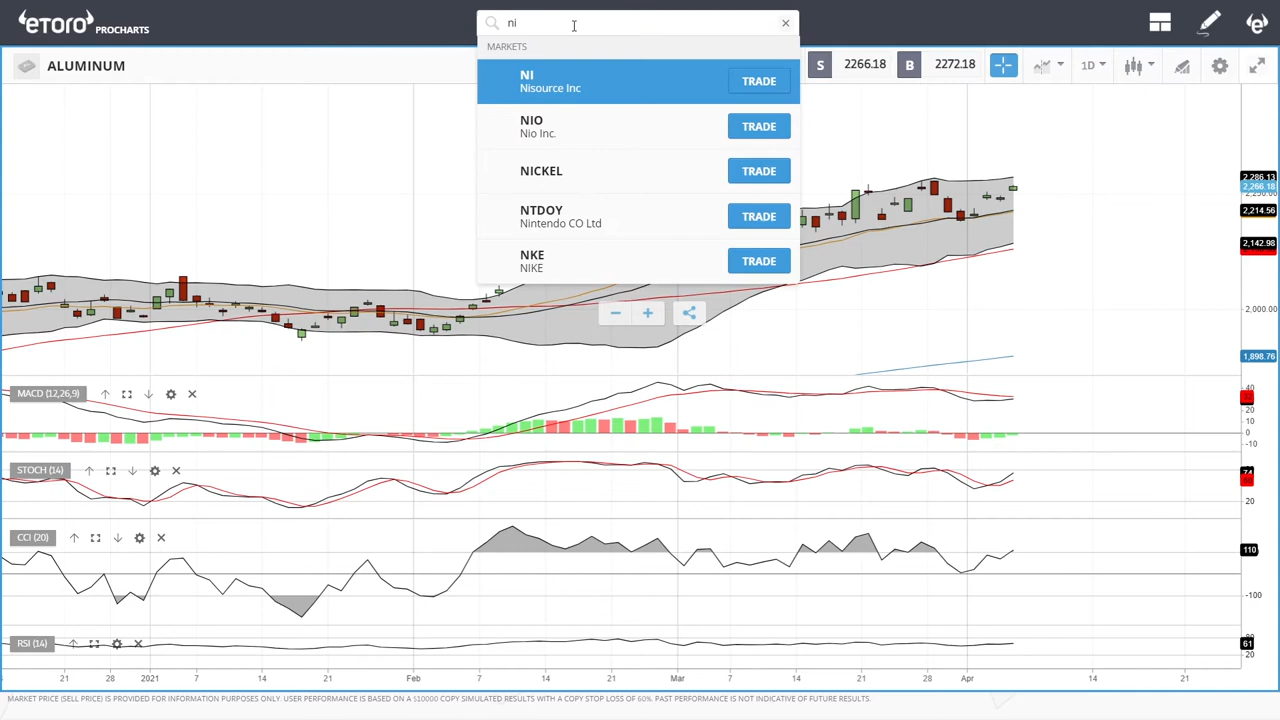 etoro PROCHARTS
ni
MARKETS
NI
Nisource Inc
TRADE
NIO
Nio Inc.
TRADE
NICKEL
TRADE
NTDOY
Nintendo CO Ltd
TRADE
NKE
NIKE
TRADE
ALUMINUM
S 2266.18 B 2272.18 1D
2,286.13
2,266.18
2,214.56
2,142.98
2,000.00
1,898.76
MACD (12,26,9)
40
20
0
-10
STOCH (14)
74
20
CCI (20)
110
-100
RSI (14)
61
20
21 28 2021 7 14 21 Feb 7 14 21 Mar 7 14 21 28 Apr 14 21
MARKET PRICE (SELL PRICE) IS PROVIDED FOR INFORMATION PURPOSES ONLY. USER PERFORMANCE IS BASED ON A $10000 COPY SIMULATED RESULTS WITH A COPY STOP LOSS OF 60%. PAST PERFORMANCE IS NOT INDICATIVE OF FUTURE RESULTS.